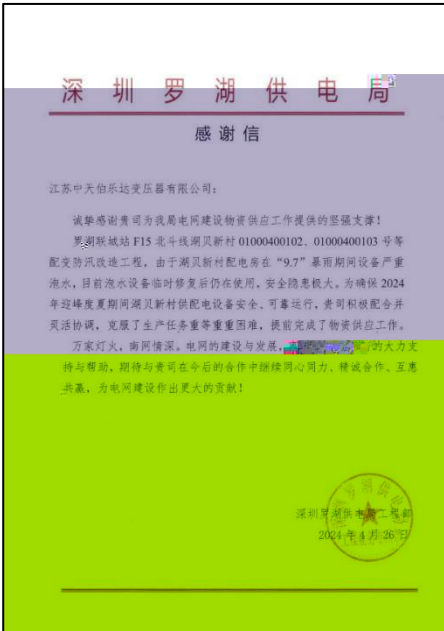 深圳罗湖供电局
感谢信
江苏中天伯乐达变压器有限公司：
诚挚感谢贵司为我局电网建设物资供应工作提供的坚强支撑！
罗湖联城站 F15 北斗线湖贝新村 01000400102、01000400103 号等
配变防汛改造工程，由于湖贝新村配电房在“9.7”暴雨期间设备严重
泡水，目前泡水设备临时修复后仍在使用，安全隐患极大。为确保 2024
年迎峰度夏期间湖贝新村供配电设备安全、可靠运行，贵司积极配合并
灵活协调，克服了生产任务重等重重困难，提前完成了物资供应工作。
万家灯火，南网情深。电网的建设与发展，的大力支
持与帮助。期待与贵司在今后的合作中继续同心同力、精诚合作、互惠
共赢，为电网建设作出更大的贡献！
深圳罗湖供电局工程部
2024 年 4 月 26 日